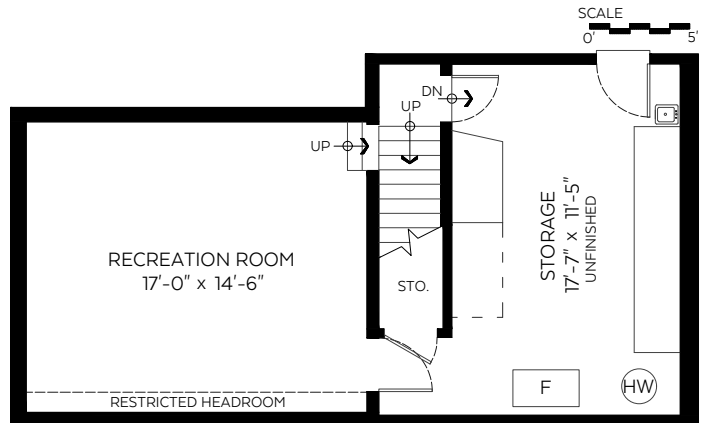 SCALE
0' 5'
DN
UP
UP
RECREATION ROOM
17'-0" x 14'-6"
STORAGE
17'-7" x 11'-5"
UNFINISHED
STO.
F
HW
RESTRICTED HEADROOM